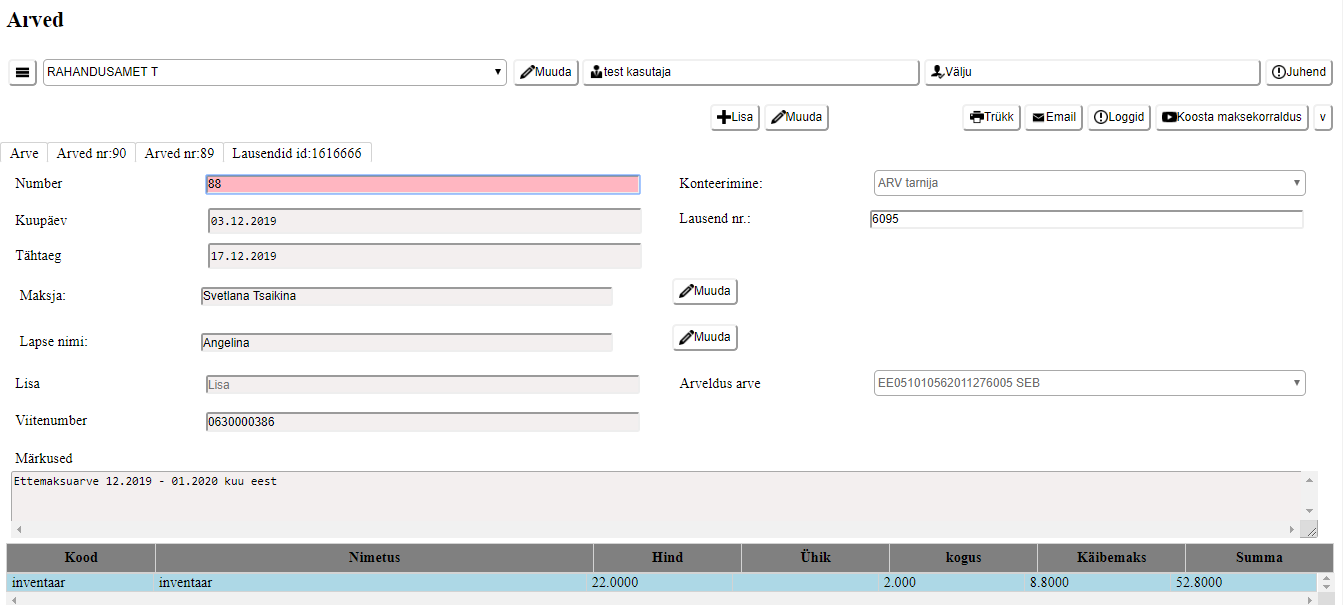 Arved
RAHANDUSAMET T Muuda test kasutaja Välju Juhend
Lisa Muuda Trükk Email Loggid Koosta maksekorraldus v
Arve Arved nr:90 Arved nr:89 Lausendid id:1616666
Number 88 Konteerimine: ARV tarnija
Kuupäev 03.12.2019 Lausend nr.: 6095
Tähtaeg 17.12.2019
Maksja: Svetlana Tsaikina Muuda
Lapse nimi: Angelina Muuda
Lisa Lisa Arveldus arve EE051010562011276005 SEB
Viitenumber 0630000386
Märkused
Ettemaksuarve 12.2019 - 01.2020 kuu eest
Kood Nimetus Hind Ühik kogus Käibemaks Summa
inventaar inventaar 22.0000 2.000 8.8000 52.8000